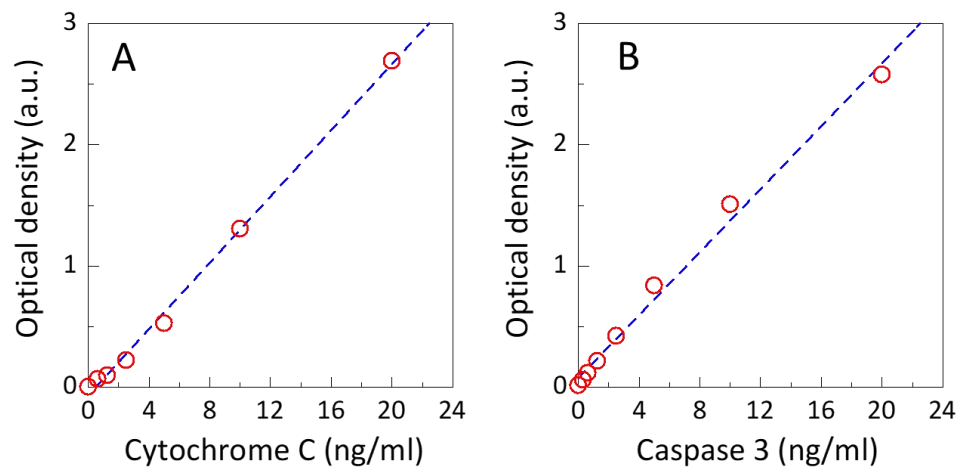 A
Optical density (a.u.)
3
2
1
0
0 4 8 12 16 20 24
Cytochrome C (ng/ml)
B
Optical density (a.u.)
3
2
1
0
0 4 8 12 16 20 24
Caspase 3 (ng/ml)